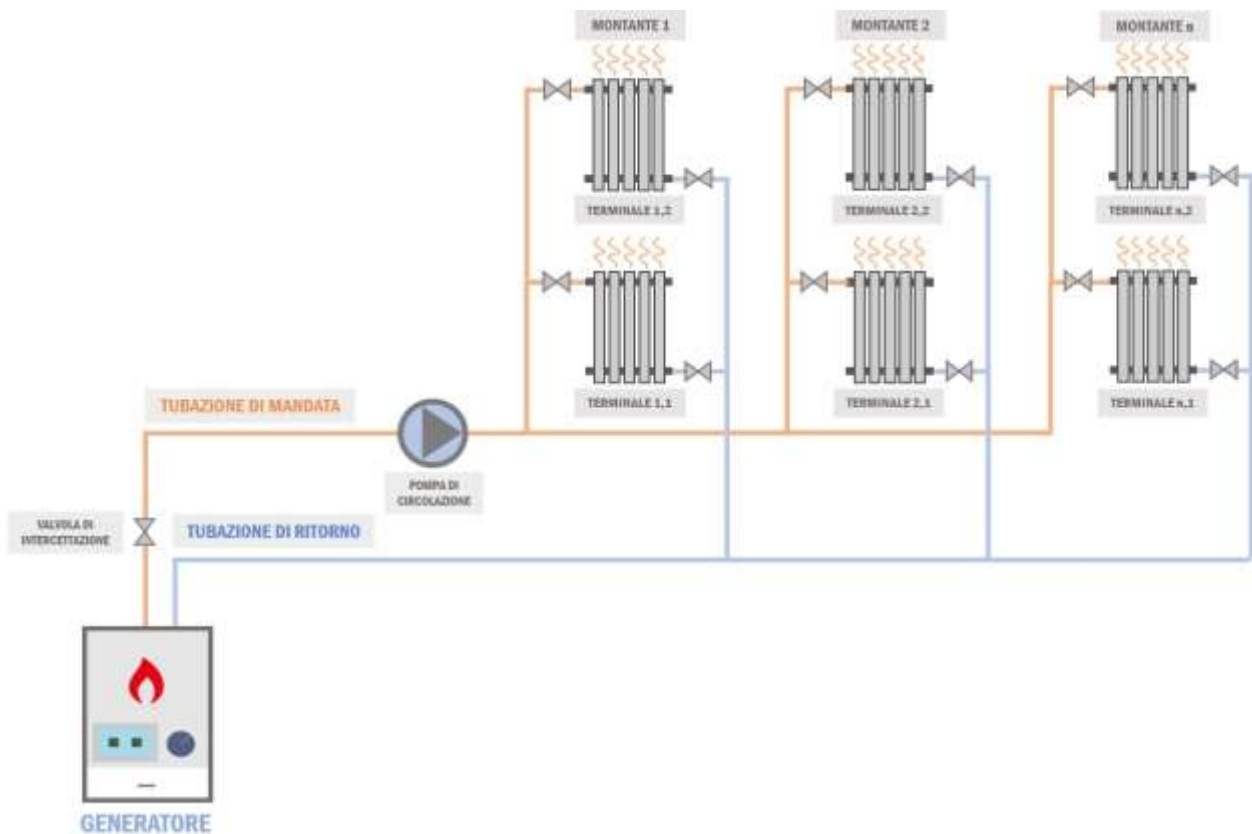 MONTANTE 1
MONTANTE 2
MONTANTE n
TERMINALE 1,2
TERMINALE 2,2
TERMINALE n,2
TERMINALE 1,1
TERMINALE 2,1
TERMINALE n,1
TUBAZIONE DI MANDATA
POMPA DI
CIRCOLAZIONE
VALVOLA DI
INTERCETTAZIONE
TUBAZIONE DI RITORNO
GENERATORE